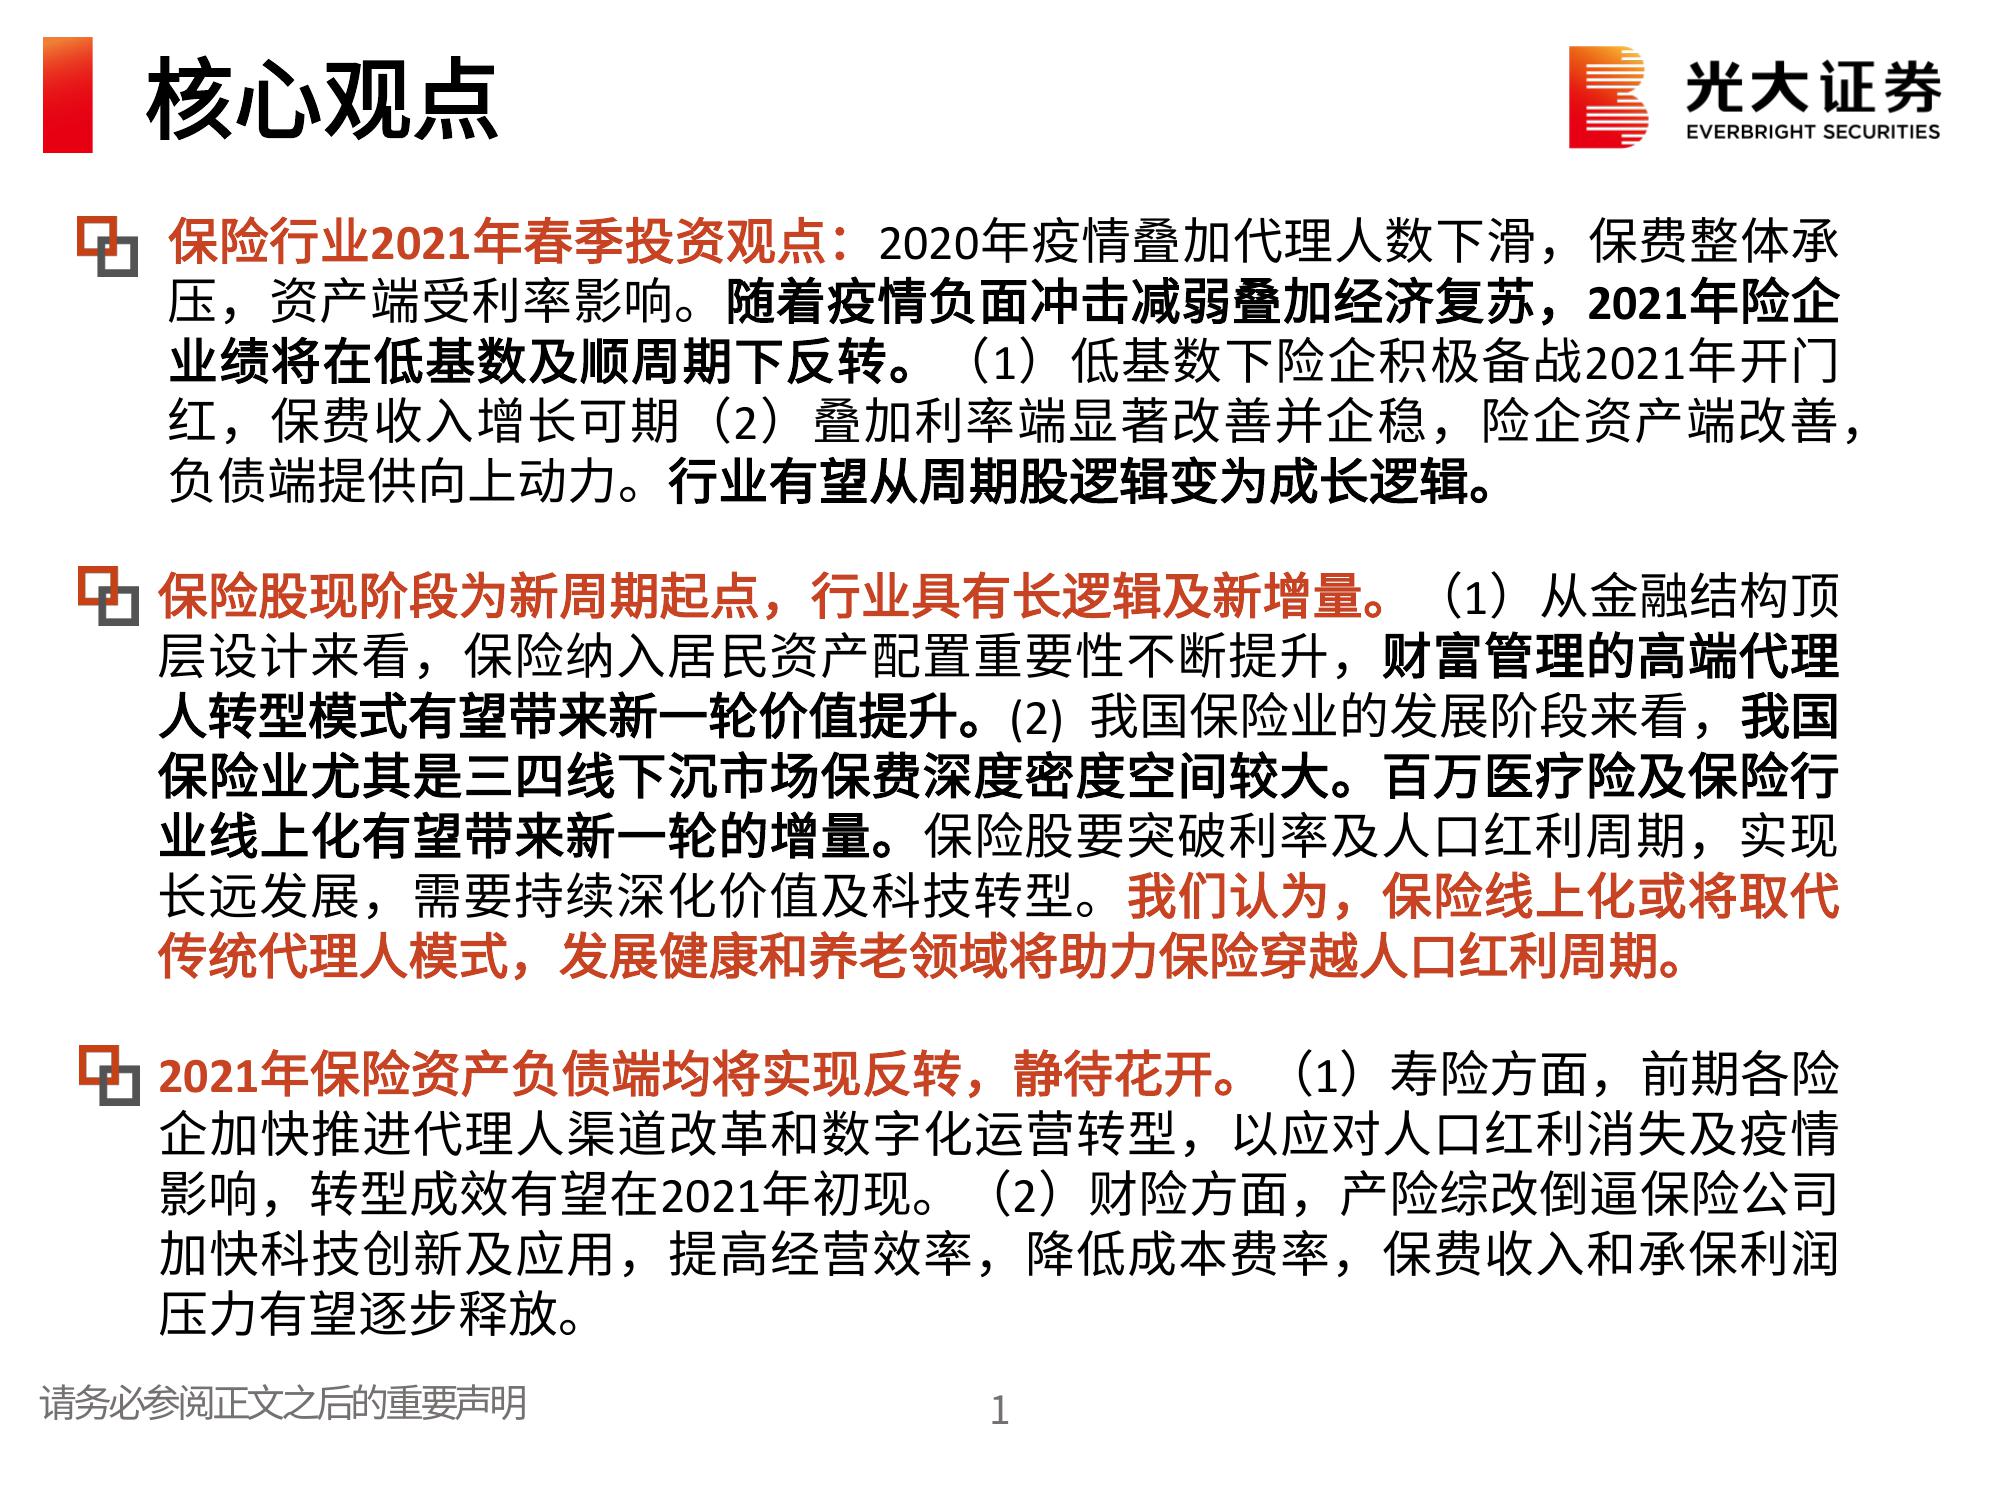 核心观点
光大证券
EVERBRIGHT SECURITIES
保险行业2021年春季投资观点：2020年疫情叠加代理人数下滑，保费整体承
压，资产端受利率影响。随着疫情负面冲击减弱叠加经济复苏，2021年险企
业绩将在低基数及顺周期下反转。（1）低基数下险企积极备战2021年开门
红，保费收入增长可期（2）叠加利率端显著改善并企稳，险企资产端改善，
负债端提供向上动力。行业有望从周期股逻辑变为成长逻辑。
保险股现阶段为新周期起点，行业具有长逻辑及新增量。（1）从金融结构顶
层设计来看，保险纳入居民资产配置重要性不断提升，财富管理的高端代理
人转型模式有望带来新一轮价值提升。(2) 我国保险业的发展阶段来看，我国
保险业尤其是三四线下沉市场保费深度密度空间较大。百万医疗险及保险行
业线上化有望带来新一轮的增量。保险股要突破利率及人口红利周期，实现
长远发展，需要持续深化价值及科技转型。我们认为，保险线上化或将取代
传统代理人模式，发展健康和养老领域将助力保险穿越人口红利周期。
2021年保险资产负债端均将实现反转，静待花开。（1）寿险方面，前期各险
企加快推进代理人渠道改革和数字化运营转型，以应对人口红利消失及疫情
影响，转型成效有望在2021年初现。（2）财险方面，产险综改倒逼保险公司
加快科技创新及应用，提高经营效率，降低成本费率，保费收入和承保利润
压力有望逐步释放。
请务必参阅正文之后的重要声明
1